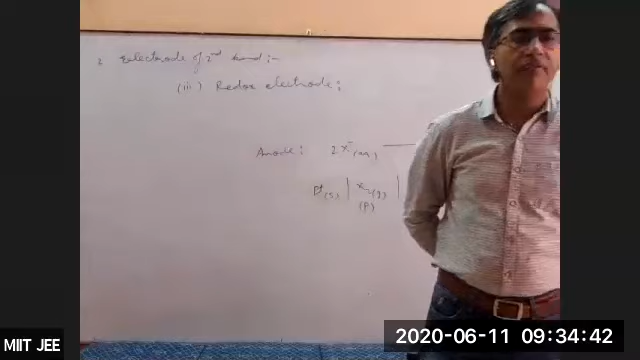 Electrode of 2nd kind :-
(iii) Redox electrode :
Anode : 2X⁻(aq)
Pt(s) | X₂(g) |
(P)
MIIT JEE
2020-06-11 09:34:42